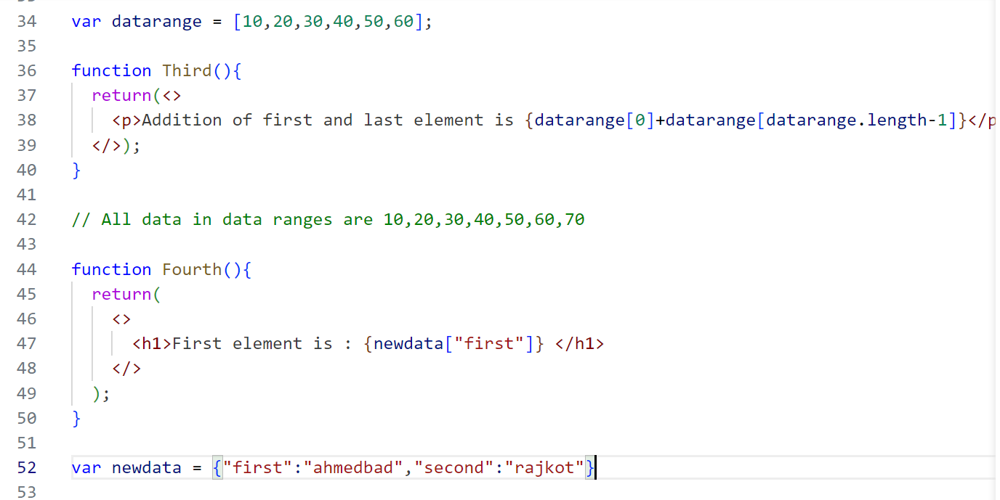 34 var datarange = [10,20,30,40,50,60];
35
36 function Third(){
37 return(<>
38 <p>Addition of first and last element is {datarange[0]+datarange[datarange.length-1]}</p
39 </>);
40 }
41
42 // All data in data ranges are 10,20,30,40,50,60,70
43
44 function Fourth(){
45 return(
46 <>
47 <h1>First element is : {newdata["first"]} </h1>
48 </>
49 );
50 }
51
52 var newdata = {"first":"ahmedbad","second":"rajkot"}
53